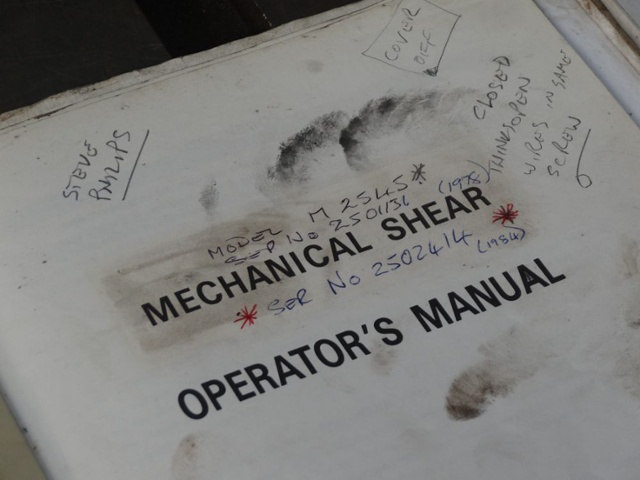 COVER
OFF
CLOSED
THINKS OPEN
WIRES IN SAME
SCREW
STEVE
PHILIPS
MODEL M 2545*
SER No 2501136 (1978)
MECHANICAL SHEAR
* SER No 2502414 (1984) *
OPERATOR'S MANUAL